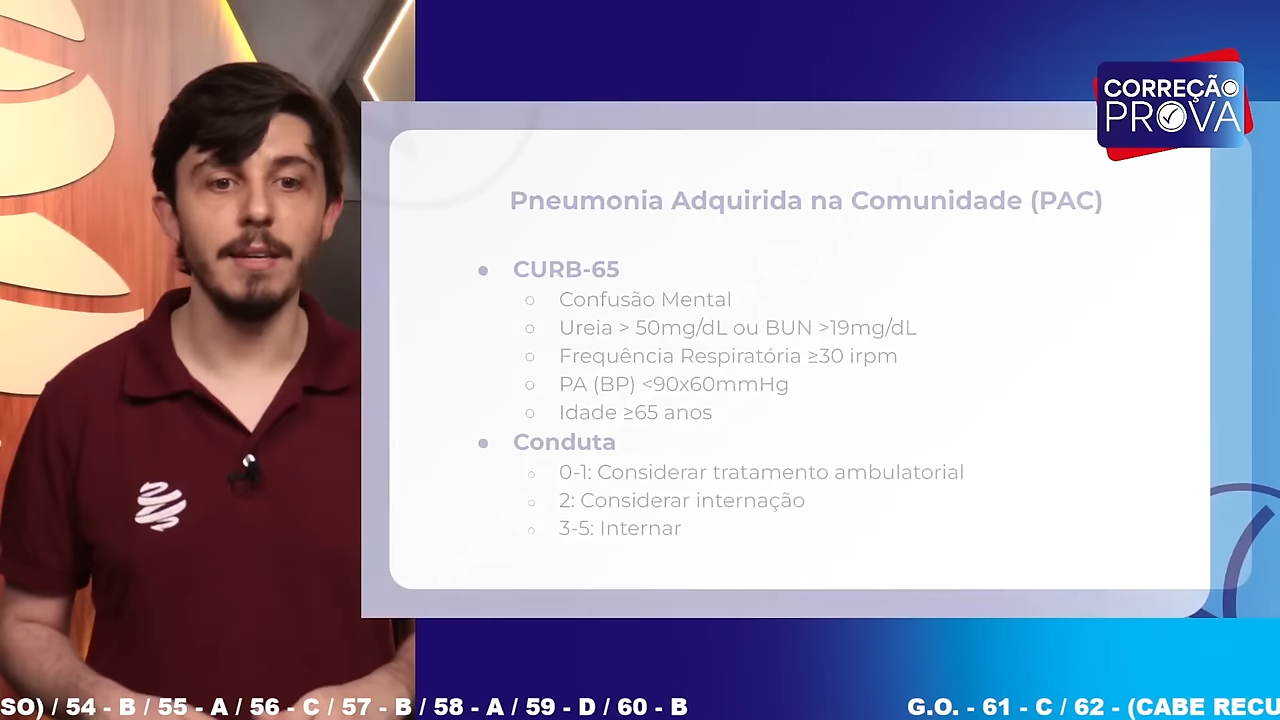 CORREÇÃO
PROVA
Pneumonia Adquirida na Comunidade (PAC)
CURB-65
Confusão Mental
Ureia > 50mg/dL ou BUN >19mg/dL
Frequência Respiratória ≥30 irpm
PA (BP) <90x60mmHg
Idade ≥65 anos
Conduta
0-1: Considerar tratamento ambulatorial
2: Considerar internação
3-5: Internar
SO) / 54 - B / 55 - A / 56 - C / 57 - B / 58 - A / 59 - D / 60 - B G.O. - 61 - C / 62 - (CABE RECU